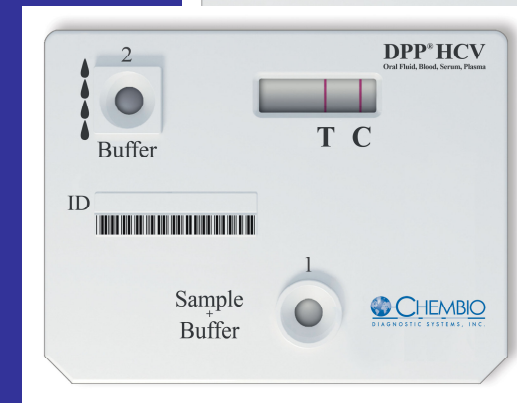 2
Buffer
DPP® HCV
Oral Fluid, Blood, Serum, Plasma
T C
ID
1
Sample
+
Buffer
CHEMBIO
DIAGNOSTIC SYSTEMS, INC.